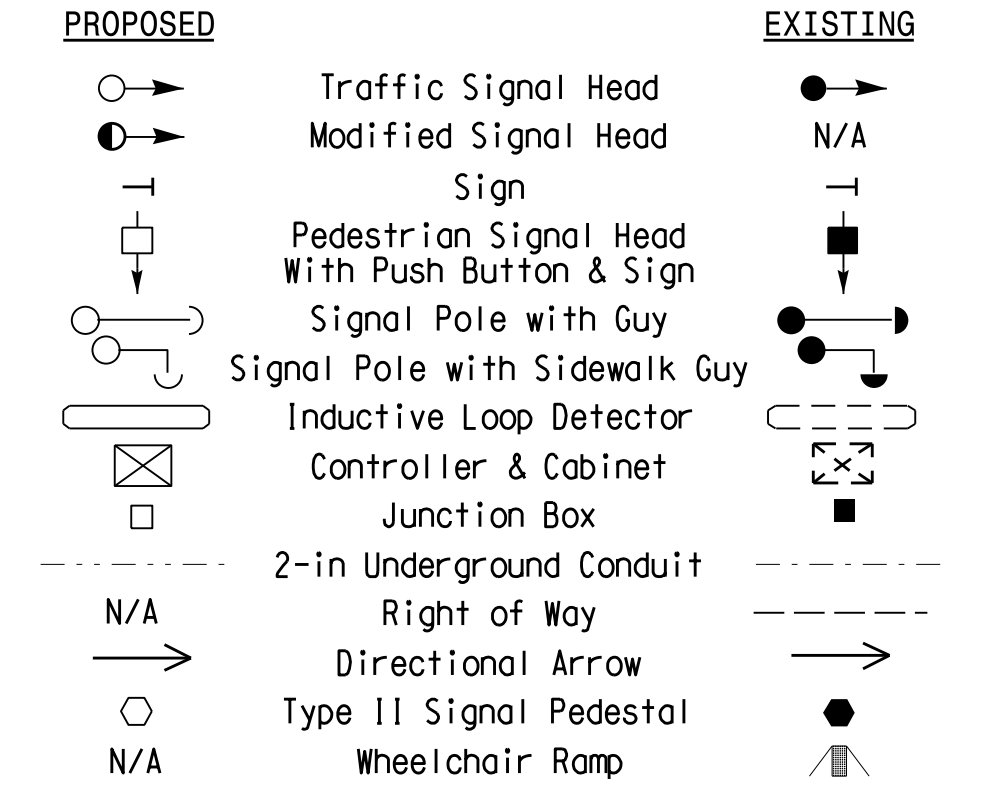 PROPOSED EXISTING
Traffic Signal Head
Modified Signal Head N/A
Sign
Pedestrian Signal Head
With Push Button & Sign
Signal Pole with Guy
Signal Pole with Sidewalk Guy
Inductive Loop Detector
Controller & Cabinet
Junction Box
2-in Underground Conduit
N/A Right of Way
Directional Arrow
Type II Signal Pedestal
N/A Wheelchair Ramp